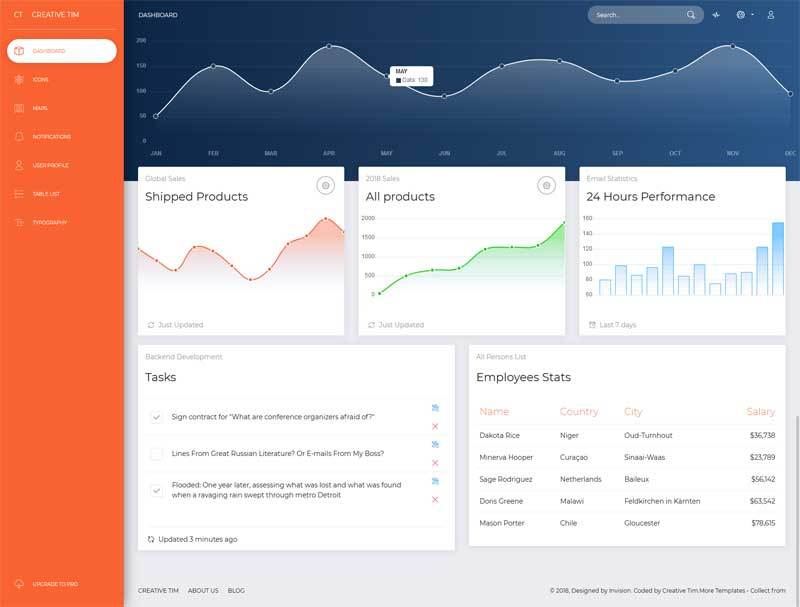 CT CREATIVE TIM
DASHBOARD
ICONS
MAPS
NOTIFICATIONS
USER PROFILE
TABLE LIST
TYPOGRAPHY
UPGRADE TO PRO
DASHBOARD
Search...
200
150
100
50
0
MAY
Data: 130
JAN FEB MAR APR MAY JUN JUL AUG SEP OCT NOV DEC
Global Sales
Shipped Products
Just Updated
2018 Sales
All products
2000
1500
1000
500
0
Just Updated
Email Statistics
24 Hours Performance
160
140
120
100
80
60
Last 7 days
Backend Development
Tasks
Sign contract for "What are conference organizers afraid of?"
Lines From Great Russian Literature? Or E-mails From My Boss?
Flooded: One year later, assessing what was lost and what was found
when a ravaging rain swept through metro Detroit
Updated 3 minutes ago
All Persons List
Employees Stats
Name Country City Salary
Dakota Rice Niger Oud-Turnhout $36,738
Minerva Hooper Curaçao Sinaai-Waas $23,789
Sage Rodriguez Netherlands Baileux $56,142
Doris Greene Malawi Feldkirchen in Kärnten $63,542
Mason Porter Chile Gloucester $78,615
CREATIVE TIM ABOUT US BLOG
© 2018, Designed by Invision. Coded by Creative Tim.More Templates - Collect from